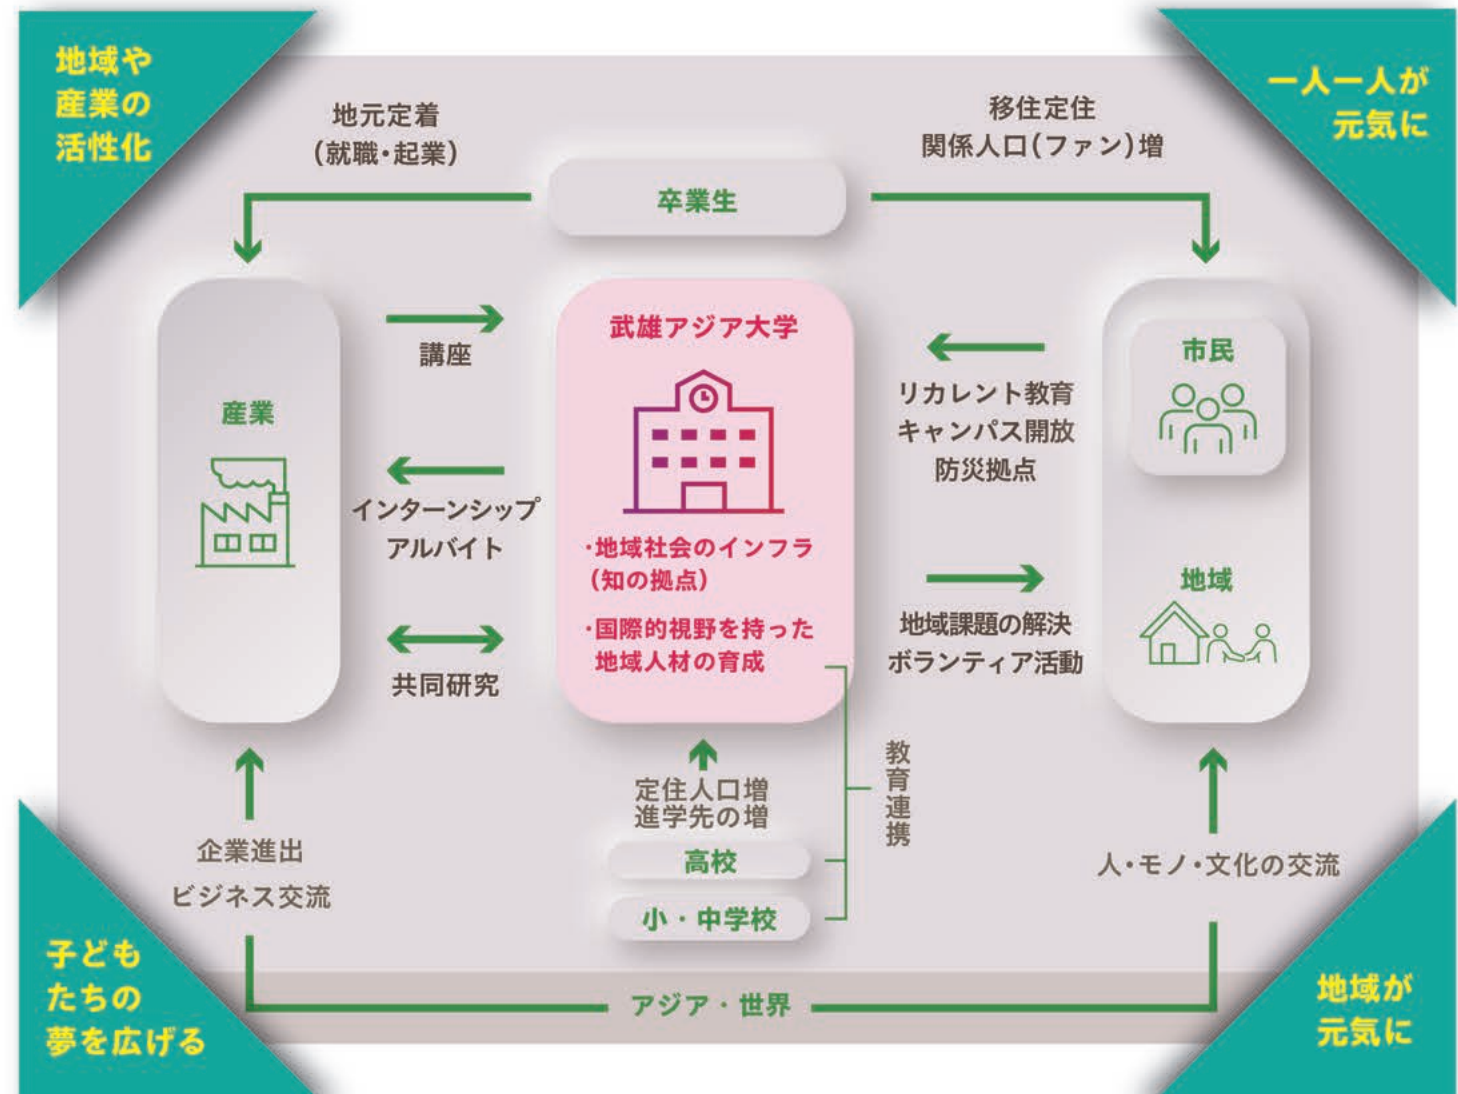 地域や
産業の
活性化
一人一人が
元気に
地元定着
(就職・起業)
移住定住
関係人口(ファン)増
卒業生
産業
講座
インターンシップ
アルバイト
共同研究
武雄アジア大学
・地域社会のインフラ
(知の拠点)
・国際的視野を持った
地域人材の育成
リカレント教育
キャンパス開放
防災拠点
地域課題の解決
ボランティア活動
市民
地域
定住人口増
進学先の増
高校
小・中学校
教育連携
企業進出
ビジネス交流
人・モノ・文化の交流
アジア・世界
子ども
たちの
夢を広げる
地域が
元気に